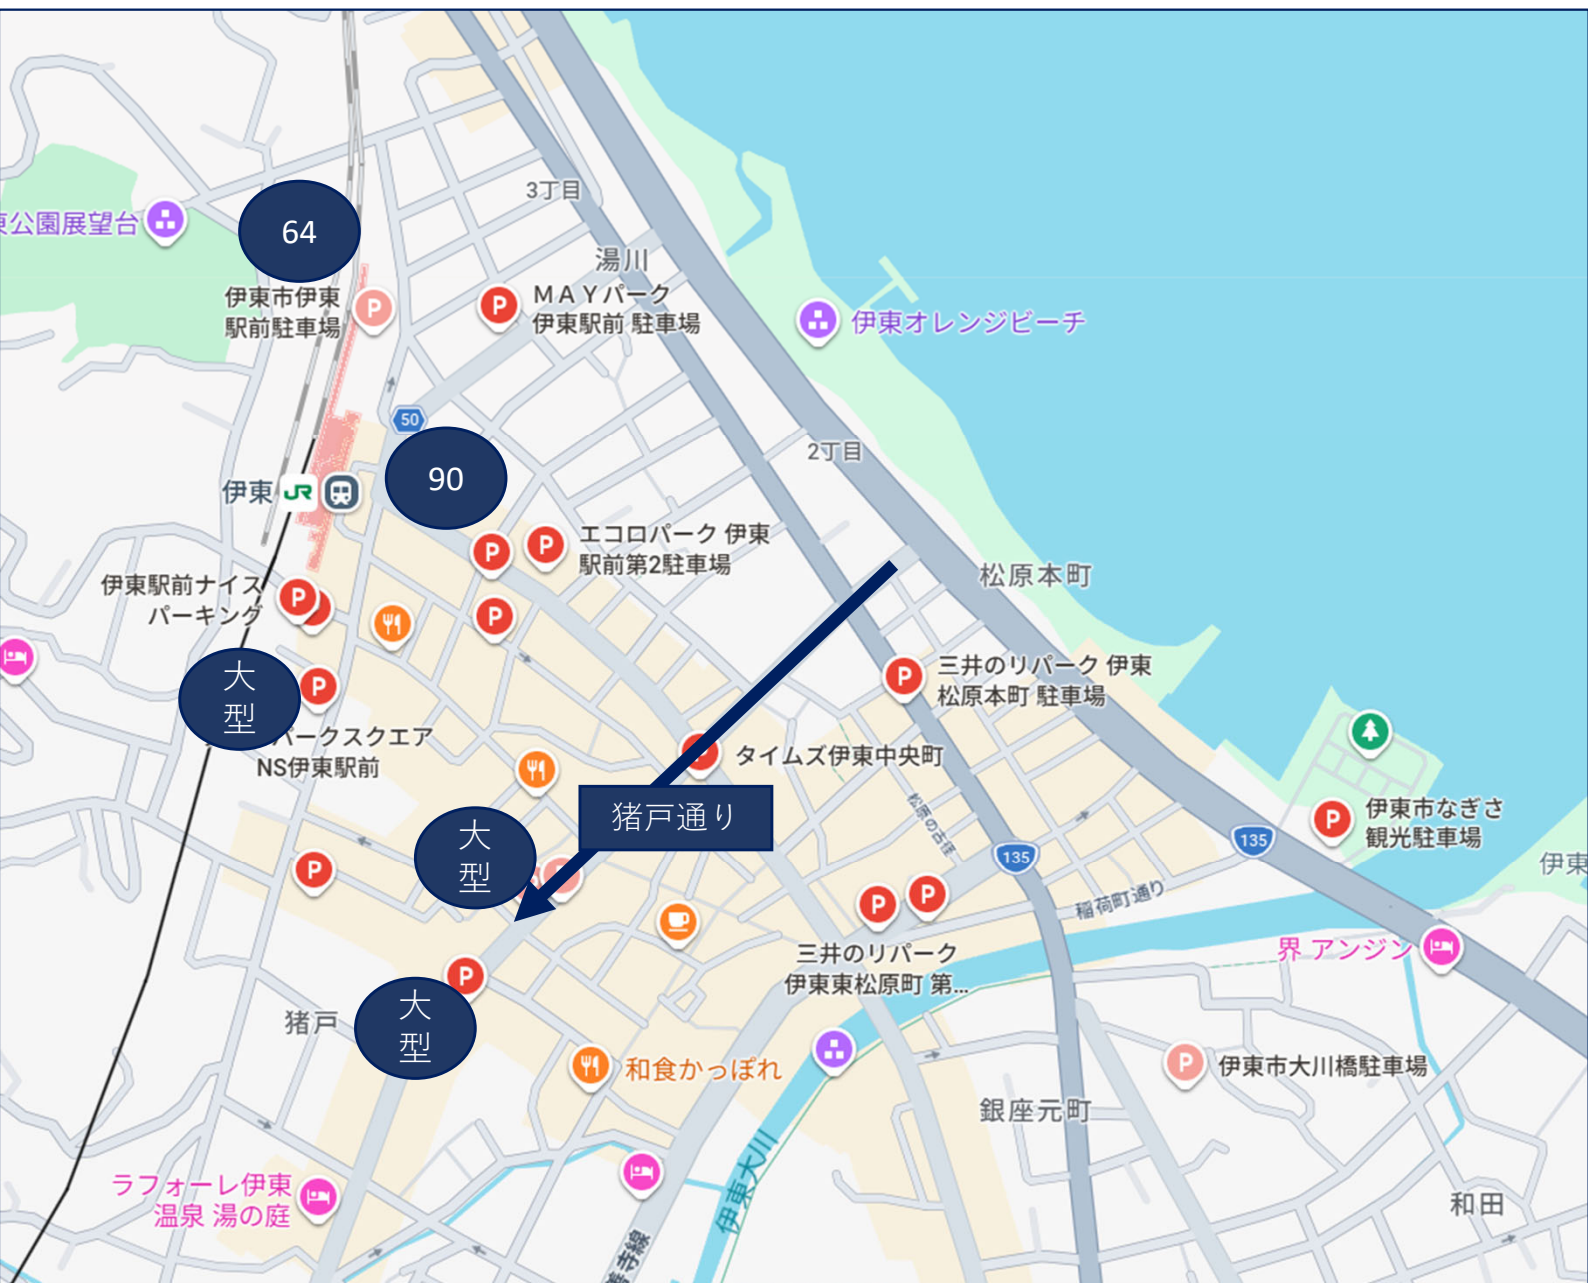 3丁目
東公園展望台
64
湯川
伊東市伊東
駅前駐車場
P
P
MAYパーク
伊東駅前 駐車場
伊東オレンジビーチ
50
2丁目
90
伊東
JR
P
P
エコロパーク 伊東
駅前第2駐車場
松原本町
伊東駅前ナイス
パーキング
P
P
大
型
P
P
三井のリパーク 伊東
松原本町 駐車場
パークスクエア
NS伊東駅前
タイムズ伊東中央町
猪戸通り
松原の古径
伊東市なぎさ
観光駐車場
P
大
型
135
135
P
P
P
稲荷町通り
伊東
界 アンジン
三井のリパーク
伊東東松原町 第...
P
大
型
猪戸
和食かっぽれ
P
伊東市大川橋駐車場
銀座元町
伊東大川
ラフォーレ伊東
温泉 湯の庭
和田
善寺線